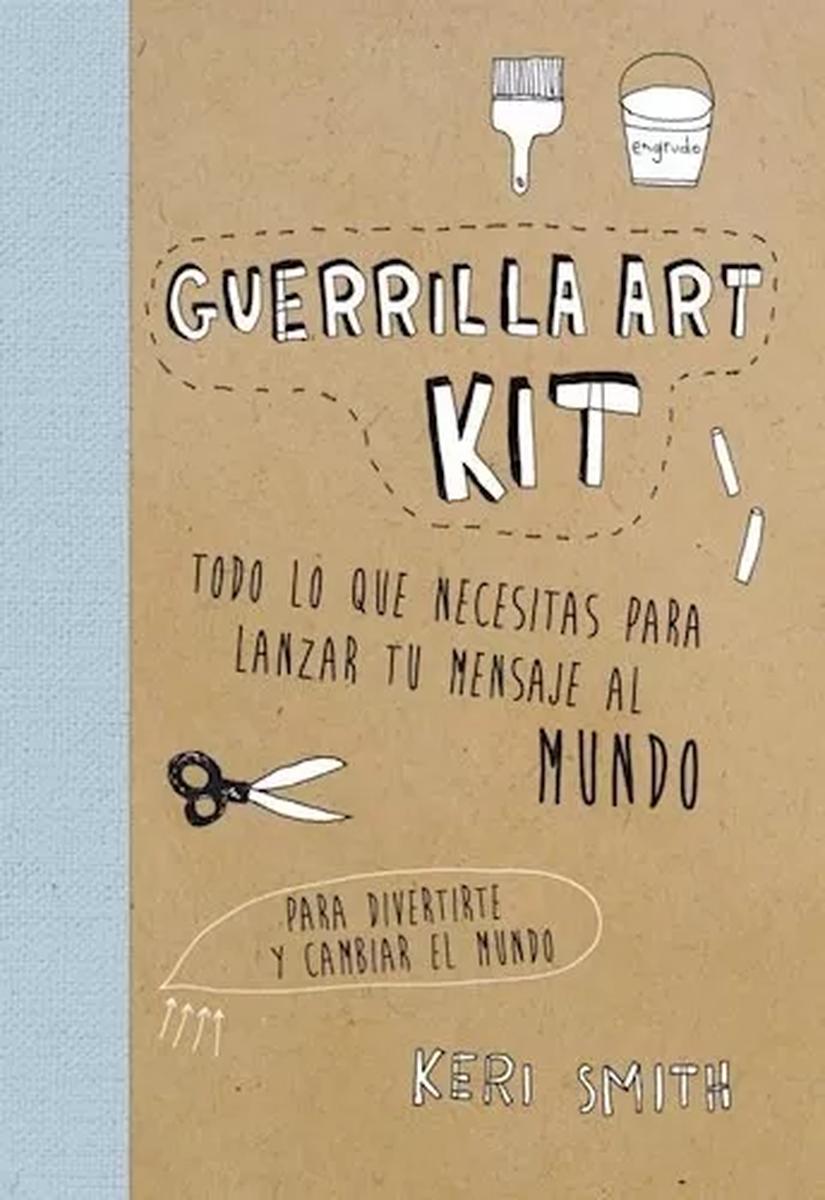 engrudo
GUERRILLA ART
KIT
TODO LO QUE NECESITAS PARA
LANZAR TU MENSAJE AL
MUNDO
PARA DIVERTIRTE
Y CAMBIAR EL MUNDO
KERI SMITH